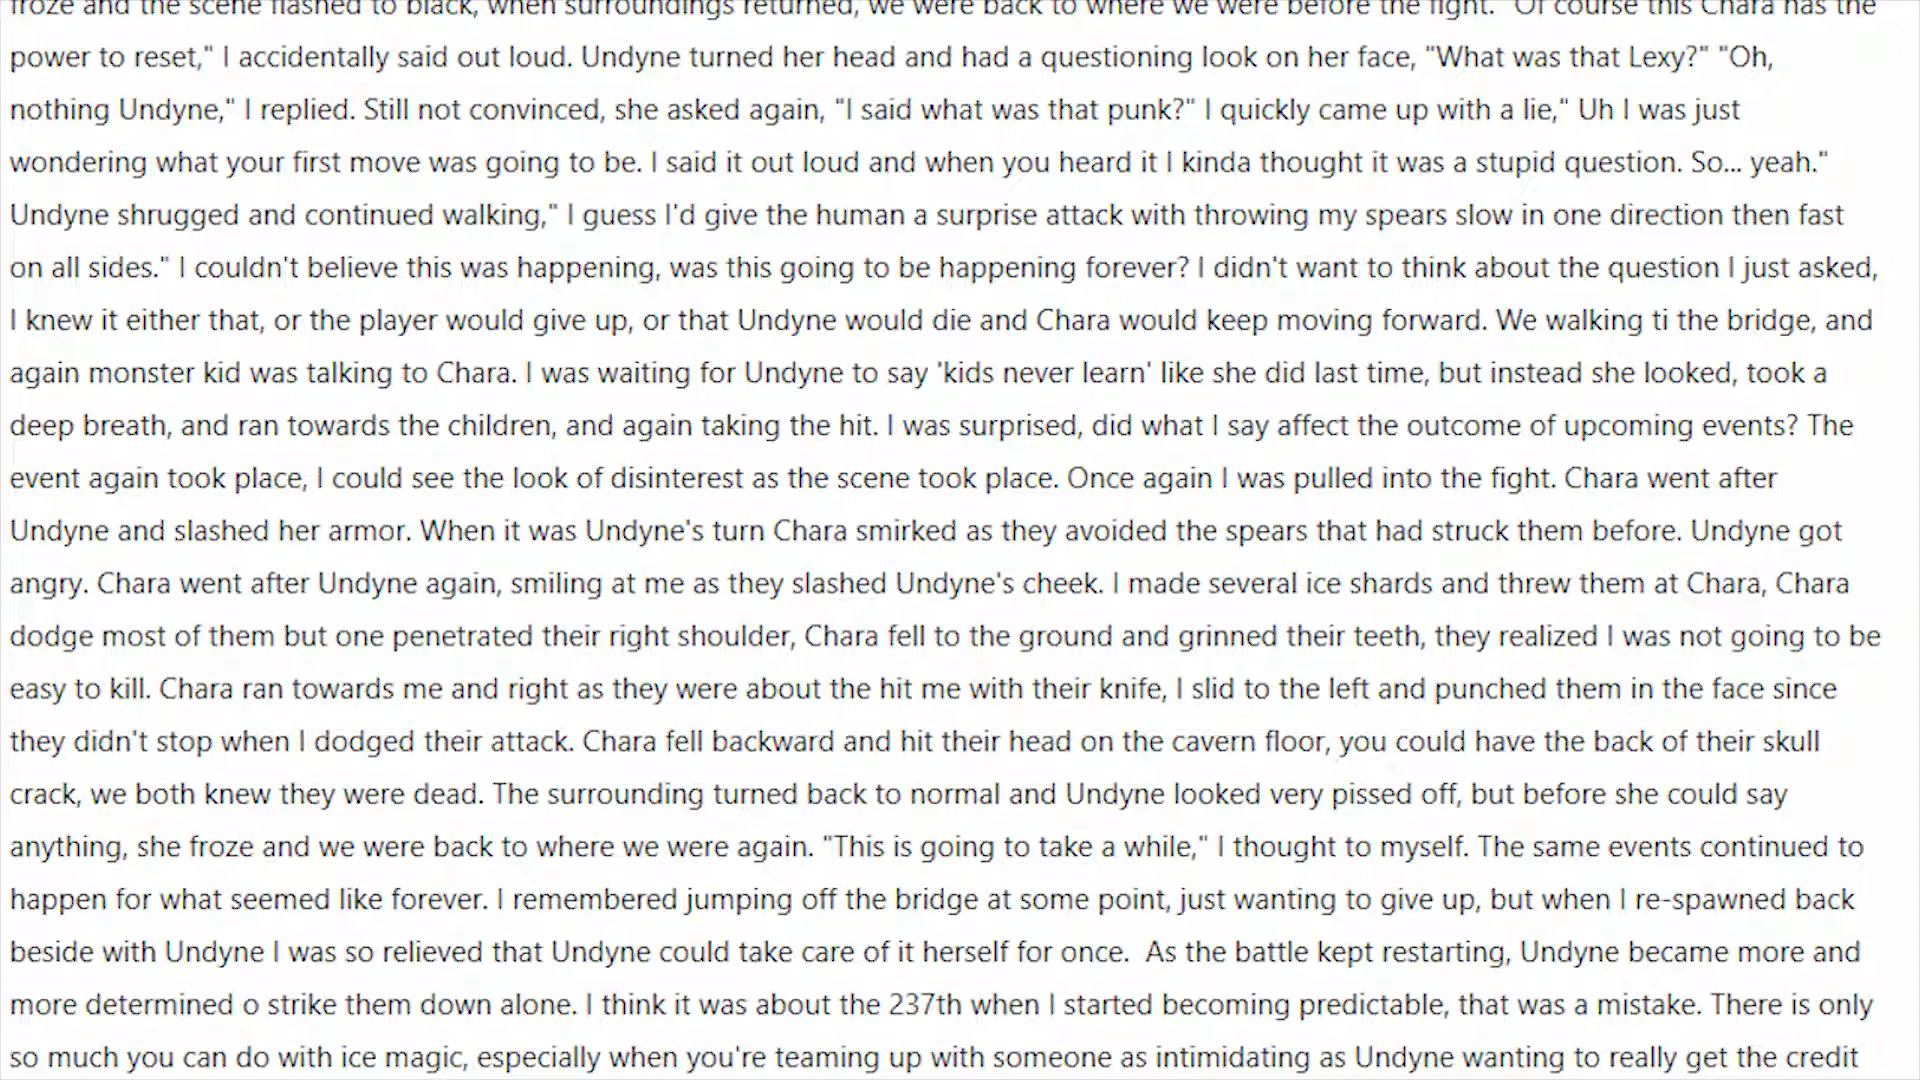 froze and the scene flashed to black, when surroundings returned, we were back to where we were before the fight. "Of course this Chara has the
power to reset," I accidentally said out loud. Undyne turned her head and had a questioning look on her face, "What was that Lexy?" "Oh,
nothing Undyne," I replied. Still not convinced, she asked again, "I said what was that punk?" I quickly came up with a lie," Uh I was just
wondering what your first move was going to be. I said it out loud and when you heard it I kinda thought it was a stupid question. So... yeah."
Undyne shrugged and continued walking," I guess I'd give the human a surprise attack with throwing my spears slow in one direction then fast
on all sides." I couldn't believe this was happening, was this going to be happening forever? I didn't want to think about the question I just asked,
I knew it either that, or the player would give up, or that Undyne would die and Chara would keep moving forward. We walking ti the bridge, and
again monster kid was talking to Chara. I was waiting for Undyne to say 'kids never learn' like she did last time, but instead she looked, took a
deep breath, and ran towards the children, and again taking the hit. I was surprised, did what I say affect the outcome of upcoming events? The
event again took place, I could see the look of disinterest as the scene took place. Once again I was pulled into the fight. Chara went after
Undyne and slashed her armor. When it was Undyne's turn Chara smirked as they avoided the spears that had struck them before. Undyne got
angry. Chara went after Undyne again, smiling at me as they slashed Undyne's cheek. I made several ice shards and threw them at Chara, Chara
dodge most of them but one penetrated their right shoulder, Chara fell to the ground and grinned their teeth, they realized I was not going to be
easy to kill. Chara ran towards me and right as they were about the hit me with their knife, I slid to the left and punched them in the face since
they didn't stop when I dodged their attack. Chara fell backward and hit their head on the cavern floor, you could have the back of their skull
crack, we both knew they were dead. The surrounding turned back to normal and Undyne looked very pissed off, but before she could say
anything, she froze and we were back to where we were again. "This is going to take a while," I thought to myself. The same events continued to
happen for what seemed like forever. I remembered jumping off the bridge at some point, just wanting to give up, but when I re-spawned back
beside with Undyne I was so relieved that Undyne could take care of it herself for once.  As the battle kept restarting, Undyne became more and
more determined o strike them down alone. I think it was about the 237th when I started becoming predictable, that was a mistake. There is only
so much you can do with ice magic, especially when you're teaming up with someone as intimidating as Undyne wanting to really get the credit